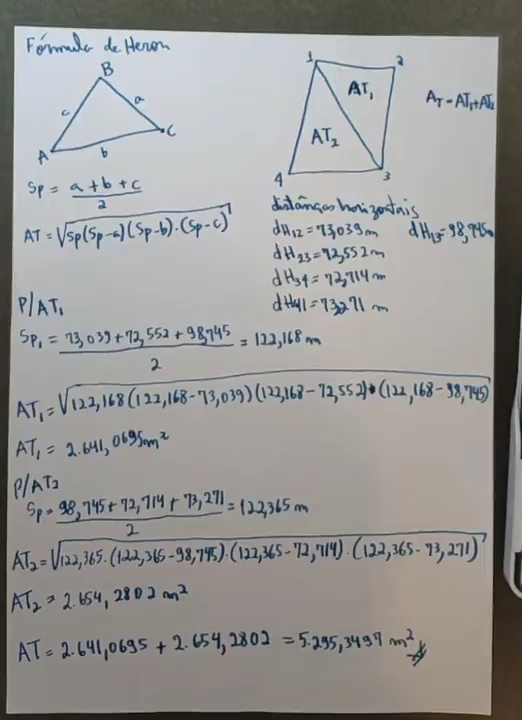 Fórmula de Heron
B
c
a
A
b
C
1
2
AT₁
AT₂
4
3
A_T = AT₁+AT₂
Sp = (a + b + c)/2
AT = √Sp(Sp-a)(Sp-b)·(Sp-c)
distâncias horizontais
dH12 = 73,039 m
dH13 = 98,745 m
dH23 = 72,552 m
dH34 = 72,714 m
dH41 = 73,271 m
P/AT₁
Sp₁ = (73,039 + 72,552 + 98,745)/2 = 122,168 m
AT₁ = √122,168(122,168-73,039)(122,168-72,552)·(122,168-98,745)
AT₁ = 2.641,0695 m²
P/AT₂
Sp = (98,745 + 72,714 + 73,271)/2 = 122,365 m
AT₂ = √122,365·(122,365-98,745)·(122,365-72,714)·(122,365-73,271)
AT₂ = 2.654,2802 m²
AT = 2.641,0695 + 2.654,2802 = 5.295,3497 m²